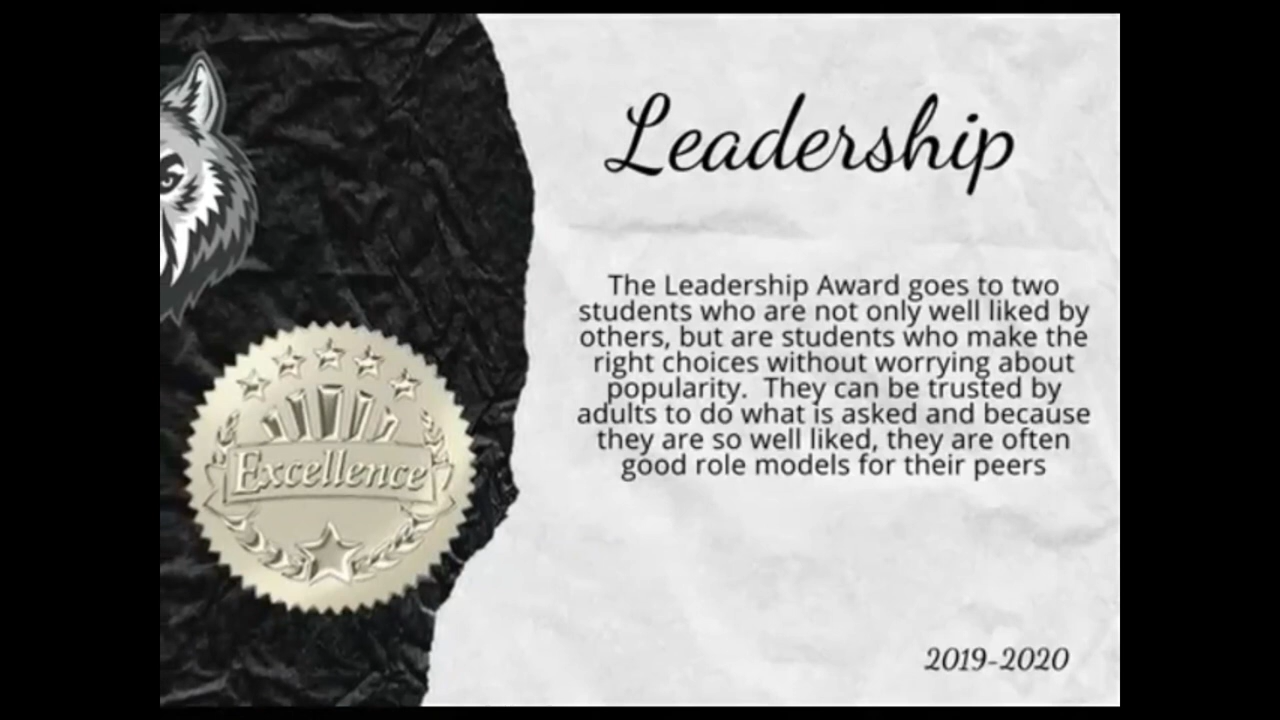 Leadership
The Leadership Award goes to two
students who are not only well liked by
others, but are students who make the
right choices without worrying about
popularity.  They can be trusted by
adults to do what is asked and because
they are so well liked, they are often
good role models for their peers
Excellence
2019-2020